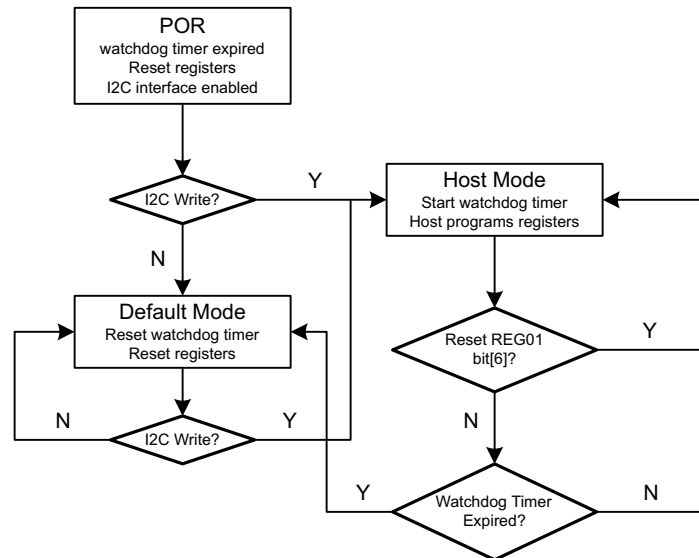 POR
watchdog timer expired
Reset registers
I2C interface enabled
I2C Write?
Y
N
Host Mode
Start watchdog timer
Host programs registers
Default Mode
Reset watchdog timer
Reset registers
Reset REG01
bit[6]?
Y
N
I2C Write?
N
Y
Watchdog Timer
Expired?
Y
N